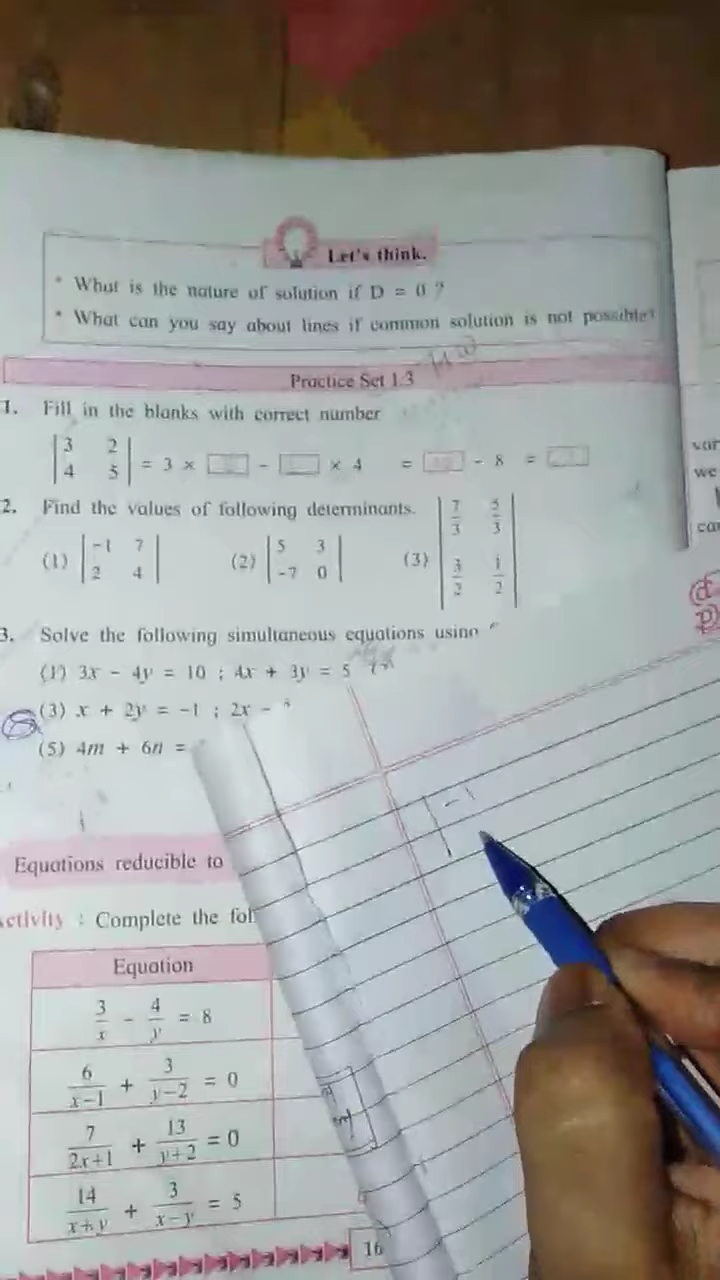 Let's think.
* What is the nature of solution if D = 0 ?
* What can you say about lines if common solution is not possible?
Practice Set 1.3 HW
1. Fill in the blanks with correct number
|3 2|
|4 5| = 3 × □ - □ × 4 = □ - 8 = □
2. Find the values of following determinants.
(1) |-1 7| (2) |5 3| (3) |7/3 5/3|
|2 4| |-7 0| |3/2 1/2|
3. Solve the following simultaneous equations using
(1) 3x - 4y = 10 ; 4x + 3y = 5
(3) x + 2y = -1 ; 2x -
(5) 4m + 6n =
|-1
Equations reducible to
Activity : Complete the fol
Equation
3/x - 4/y = 8
6/(x-1) + 3/(y-2) = 0
7/(2x+1) + 13/(y+2) = 0
14/(x+y) + 3/(x-y) = 5
16
var
we